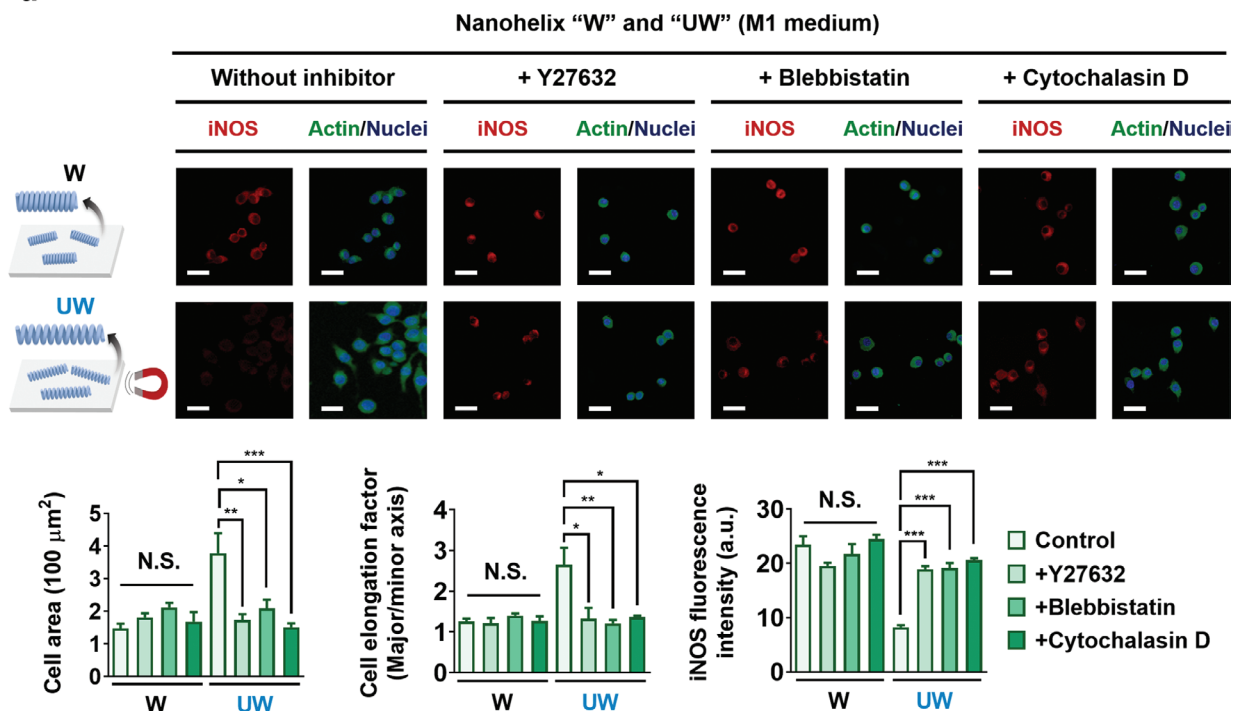 Nanohelix “W” and “UW” (M1 medium)
Without inhibitor
+ Y27632
+ Blebbistatin
+ Cytochalasin D
iNOS
Actin/Nuclei
iNOS
Actin/Nuclei
iNOS
Actin/Nuclei
iNOS
Actin/Nuclei
W
UW
Cell area (100 μm²)
5
4
3
2
1
0
N.S.
***
*
**
W
UW
Cell elongation factor
(Major/minor axis)
4
3
2
1
0
N.S.
*
**
*
W
UW
iNOS fluorescence
intensity (a.u.)
30
20
10
0
N.S.
***
***
***
W
UW
Control
+Y27632
+Blebbistatin
+Cytochalasin D